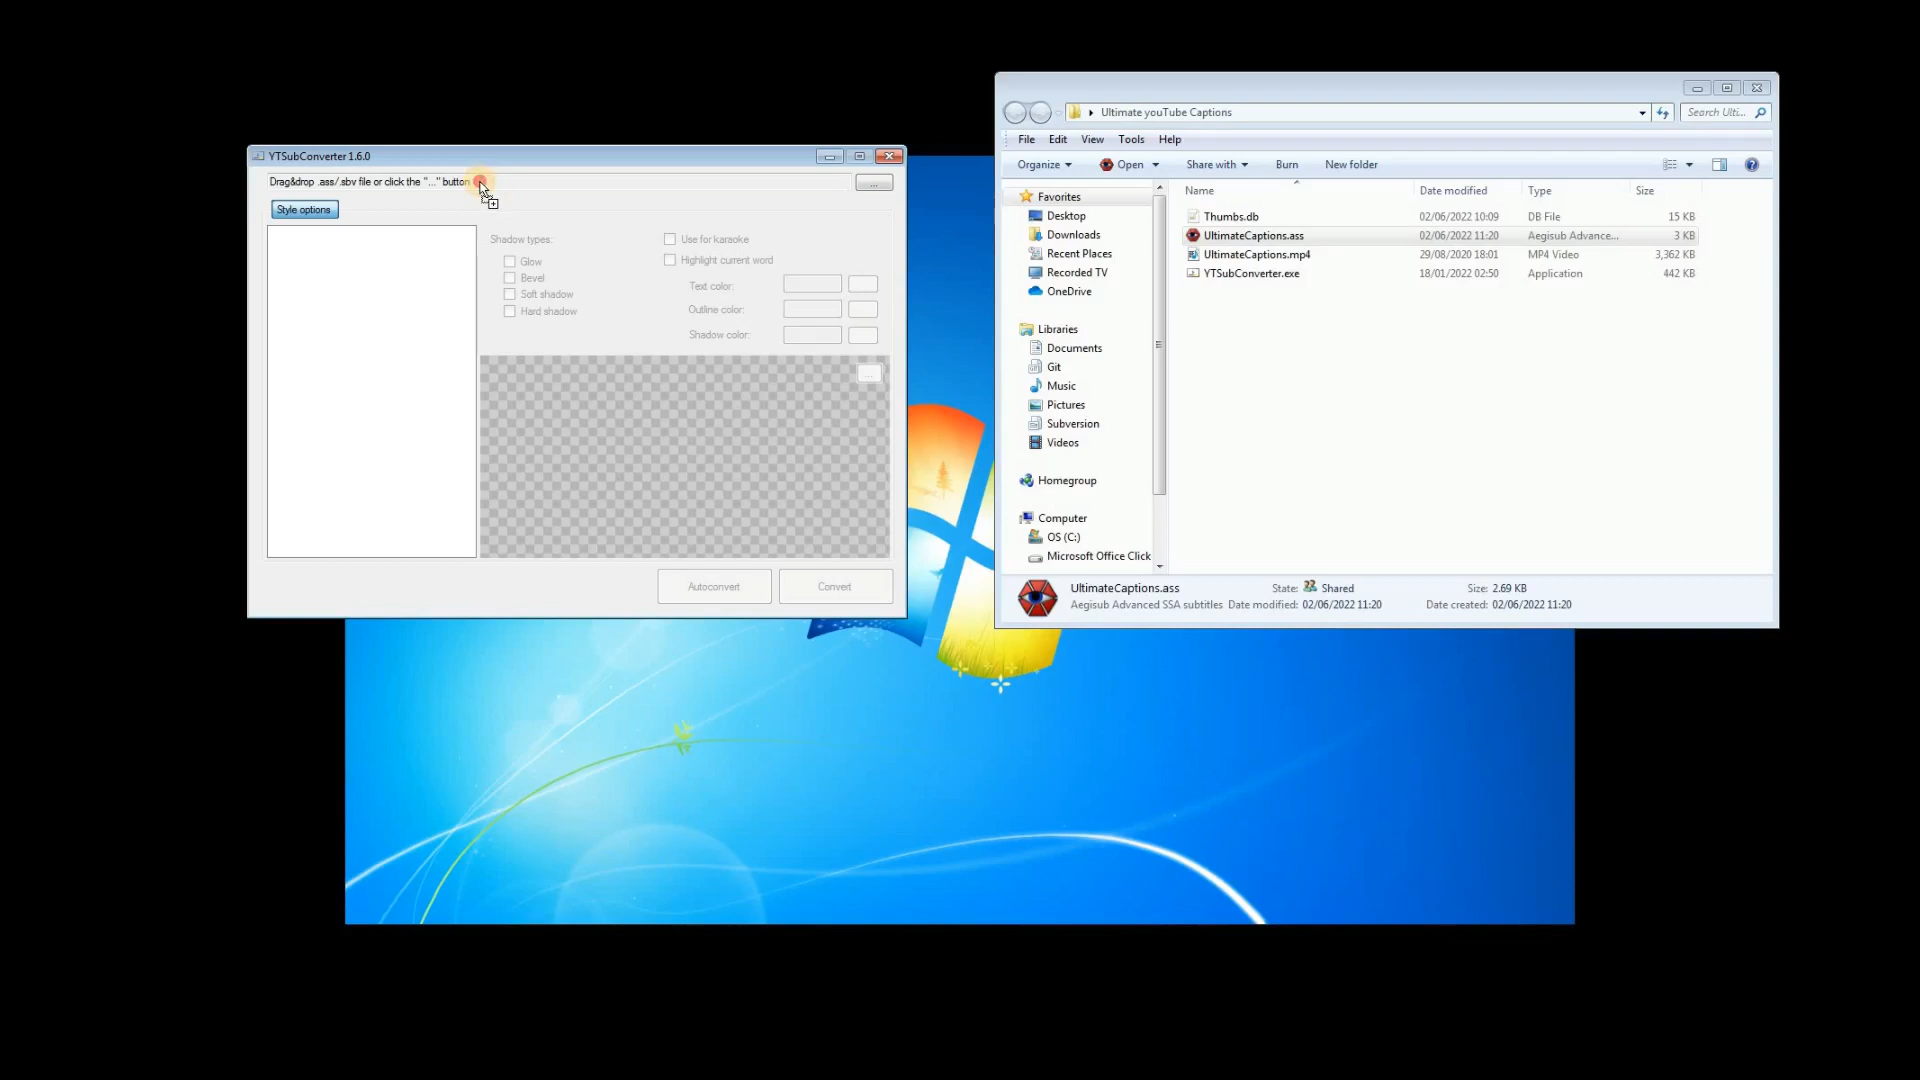 YTSubConverter 1.6.0
Drag&drop .ass/.sbv file or click the "..." button
...
Style options
Shadow types:
Glow
Bevel
Soft shadow
Hard shadow
Use for karaoke
Highlight current word
Text color:
Outline color:
Shadow color:
...
Autoconvert
Convert
Ultimate youTube Captions
Search Ulti...
File Edit View Tools Help
Organize Open Share with Burn New folder
Favorites
Desktop
Downloads
Recent Places
Recorded TV
OneDrive
Libraries
Documents
Git
Music
Pictures
Subversion
Videos
Homegroup
Computer
OS (C:)
Microsoft Office Click
Name Date modified Type Size
Thumbs.db 02/06/2022 10:09 DB File 15 KB
UltimateCaptions.ass 02/06/2022 11:20 Aegisub Advance... 3 KB
UltimateCaptions.mp4 29/08/2020 18:01 MP4 Video 3,362 KB
YTSubConverter.exe 18/01/2022 02:50 Application 442 KB
UltimateCaptions.ass State: Shared Size: 2.69 KB
Aegisub Advanced SSA subtitles Date modified: 02/06/2022 11:20 Date created: 02/06/2022 11:20